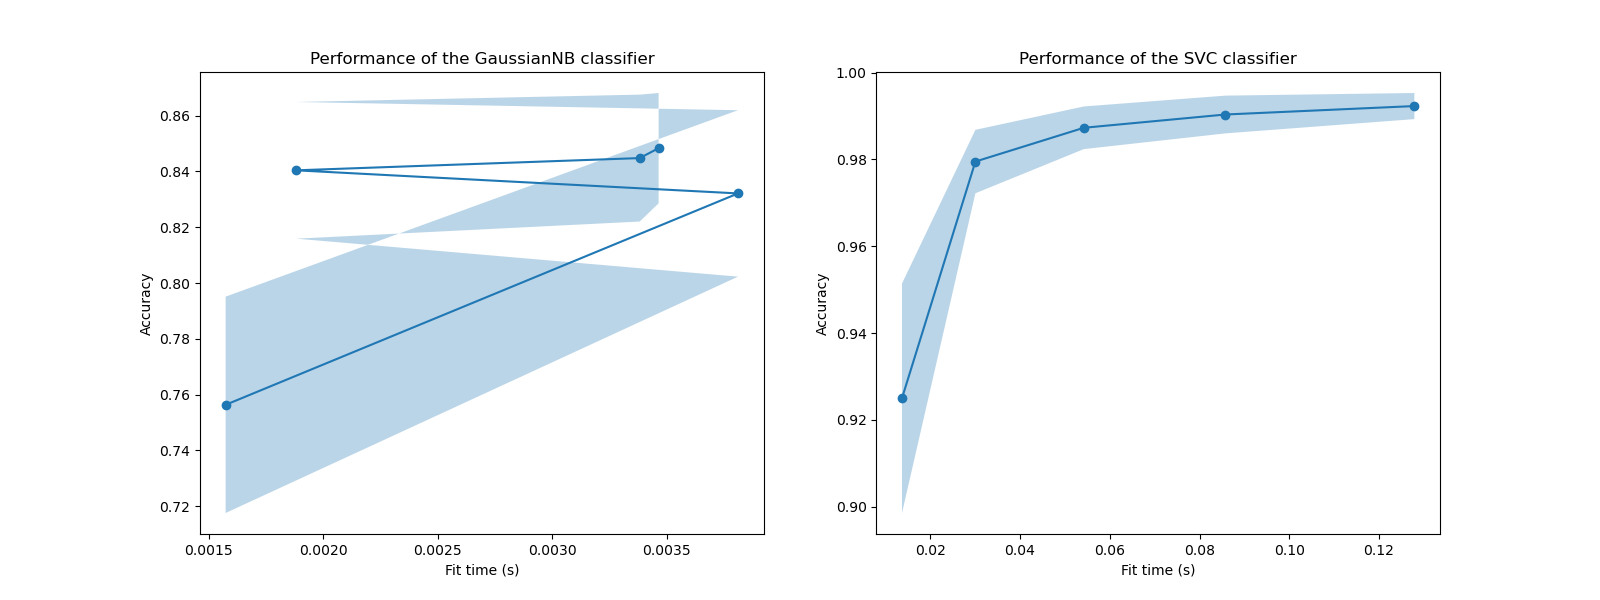 Performance of the GaussianNB classifier
Accuracy
0.86
0.84
0.82
0.80
0.78
0.76
0.74
0.72
0.0015 0.0020 0.0025 0.0030 0.0035
Fit time (s)
Performance of the SVC classifier
Accuracy
1.00
0.98
0.96
0.94
0.92
0.90
0.02 0.04 0.06 0.08 0.10 0.12
Fit time (s)